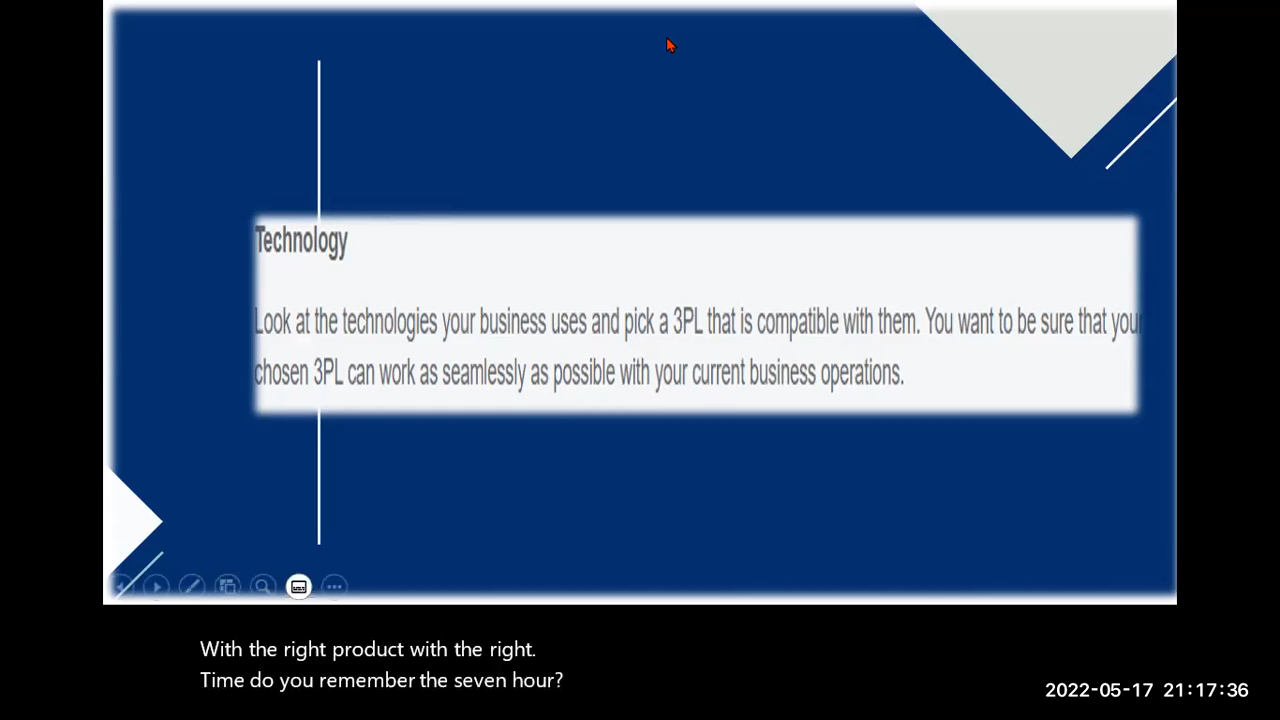 Technology
Look at the technologies your business uses and pick a 3PL that is compatible with them. You want to be sure that your
chosen 3PL can work as seamlessly as possible with your current business operations.
With the right product with the right.
Time do you remember the seven hour?
2022-05-17 21:17:36